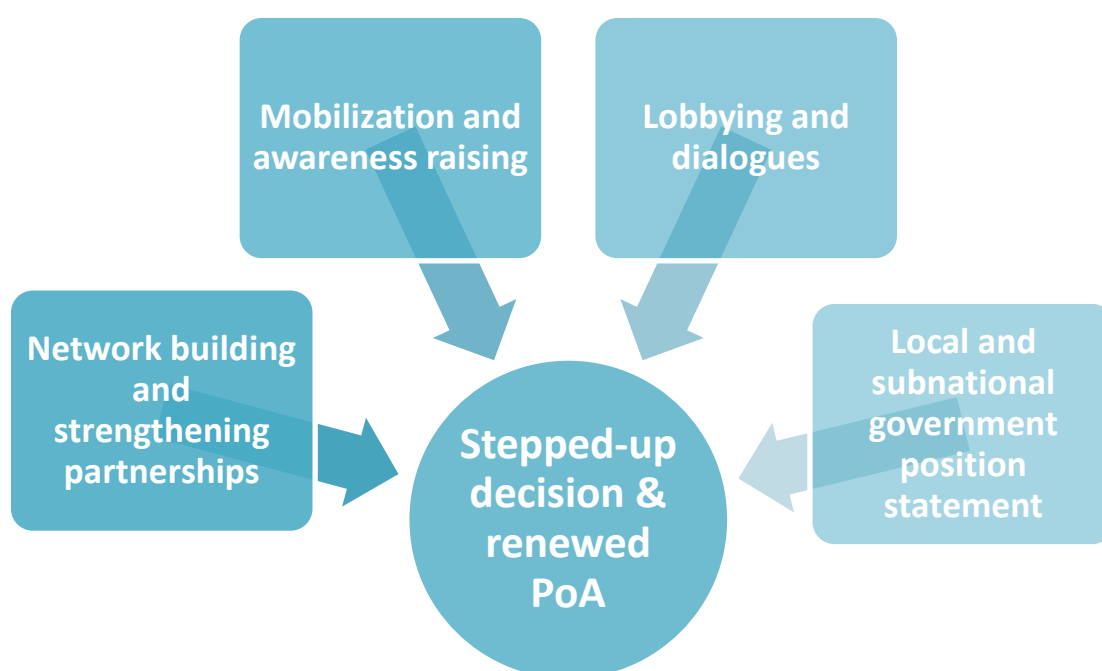 Mobilization and
awareness raising
Lobbying and
dialogues
Network building
and
strengthening
partnerships
Local and
subnational
government
position
statement
Stepped-up
decision &
renewed
PoA